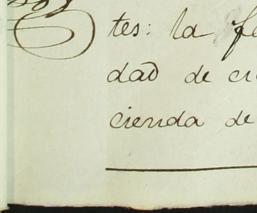 tes: la
dad de
cienda de